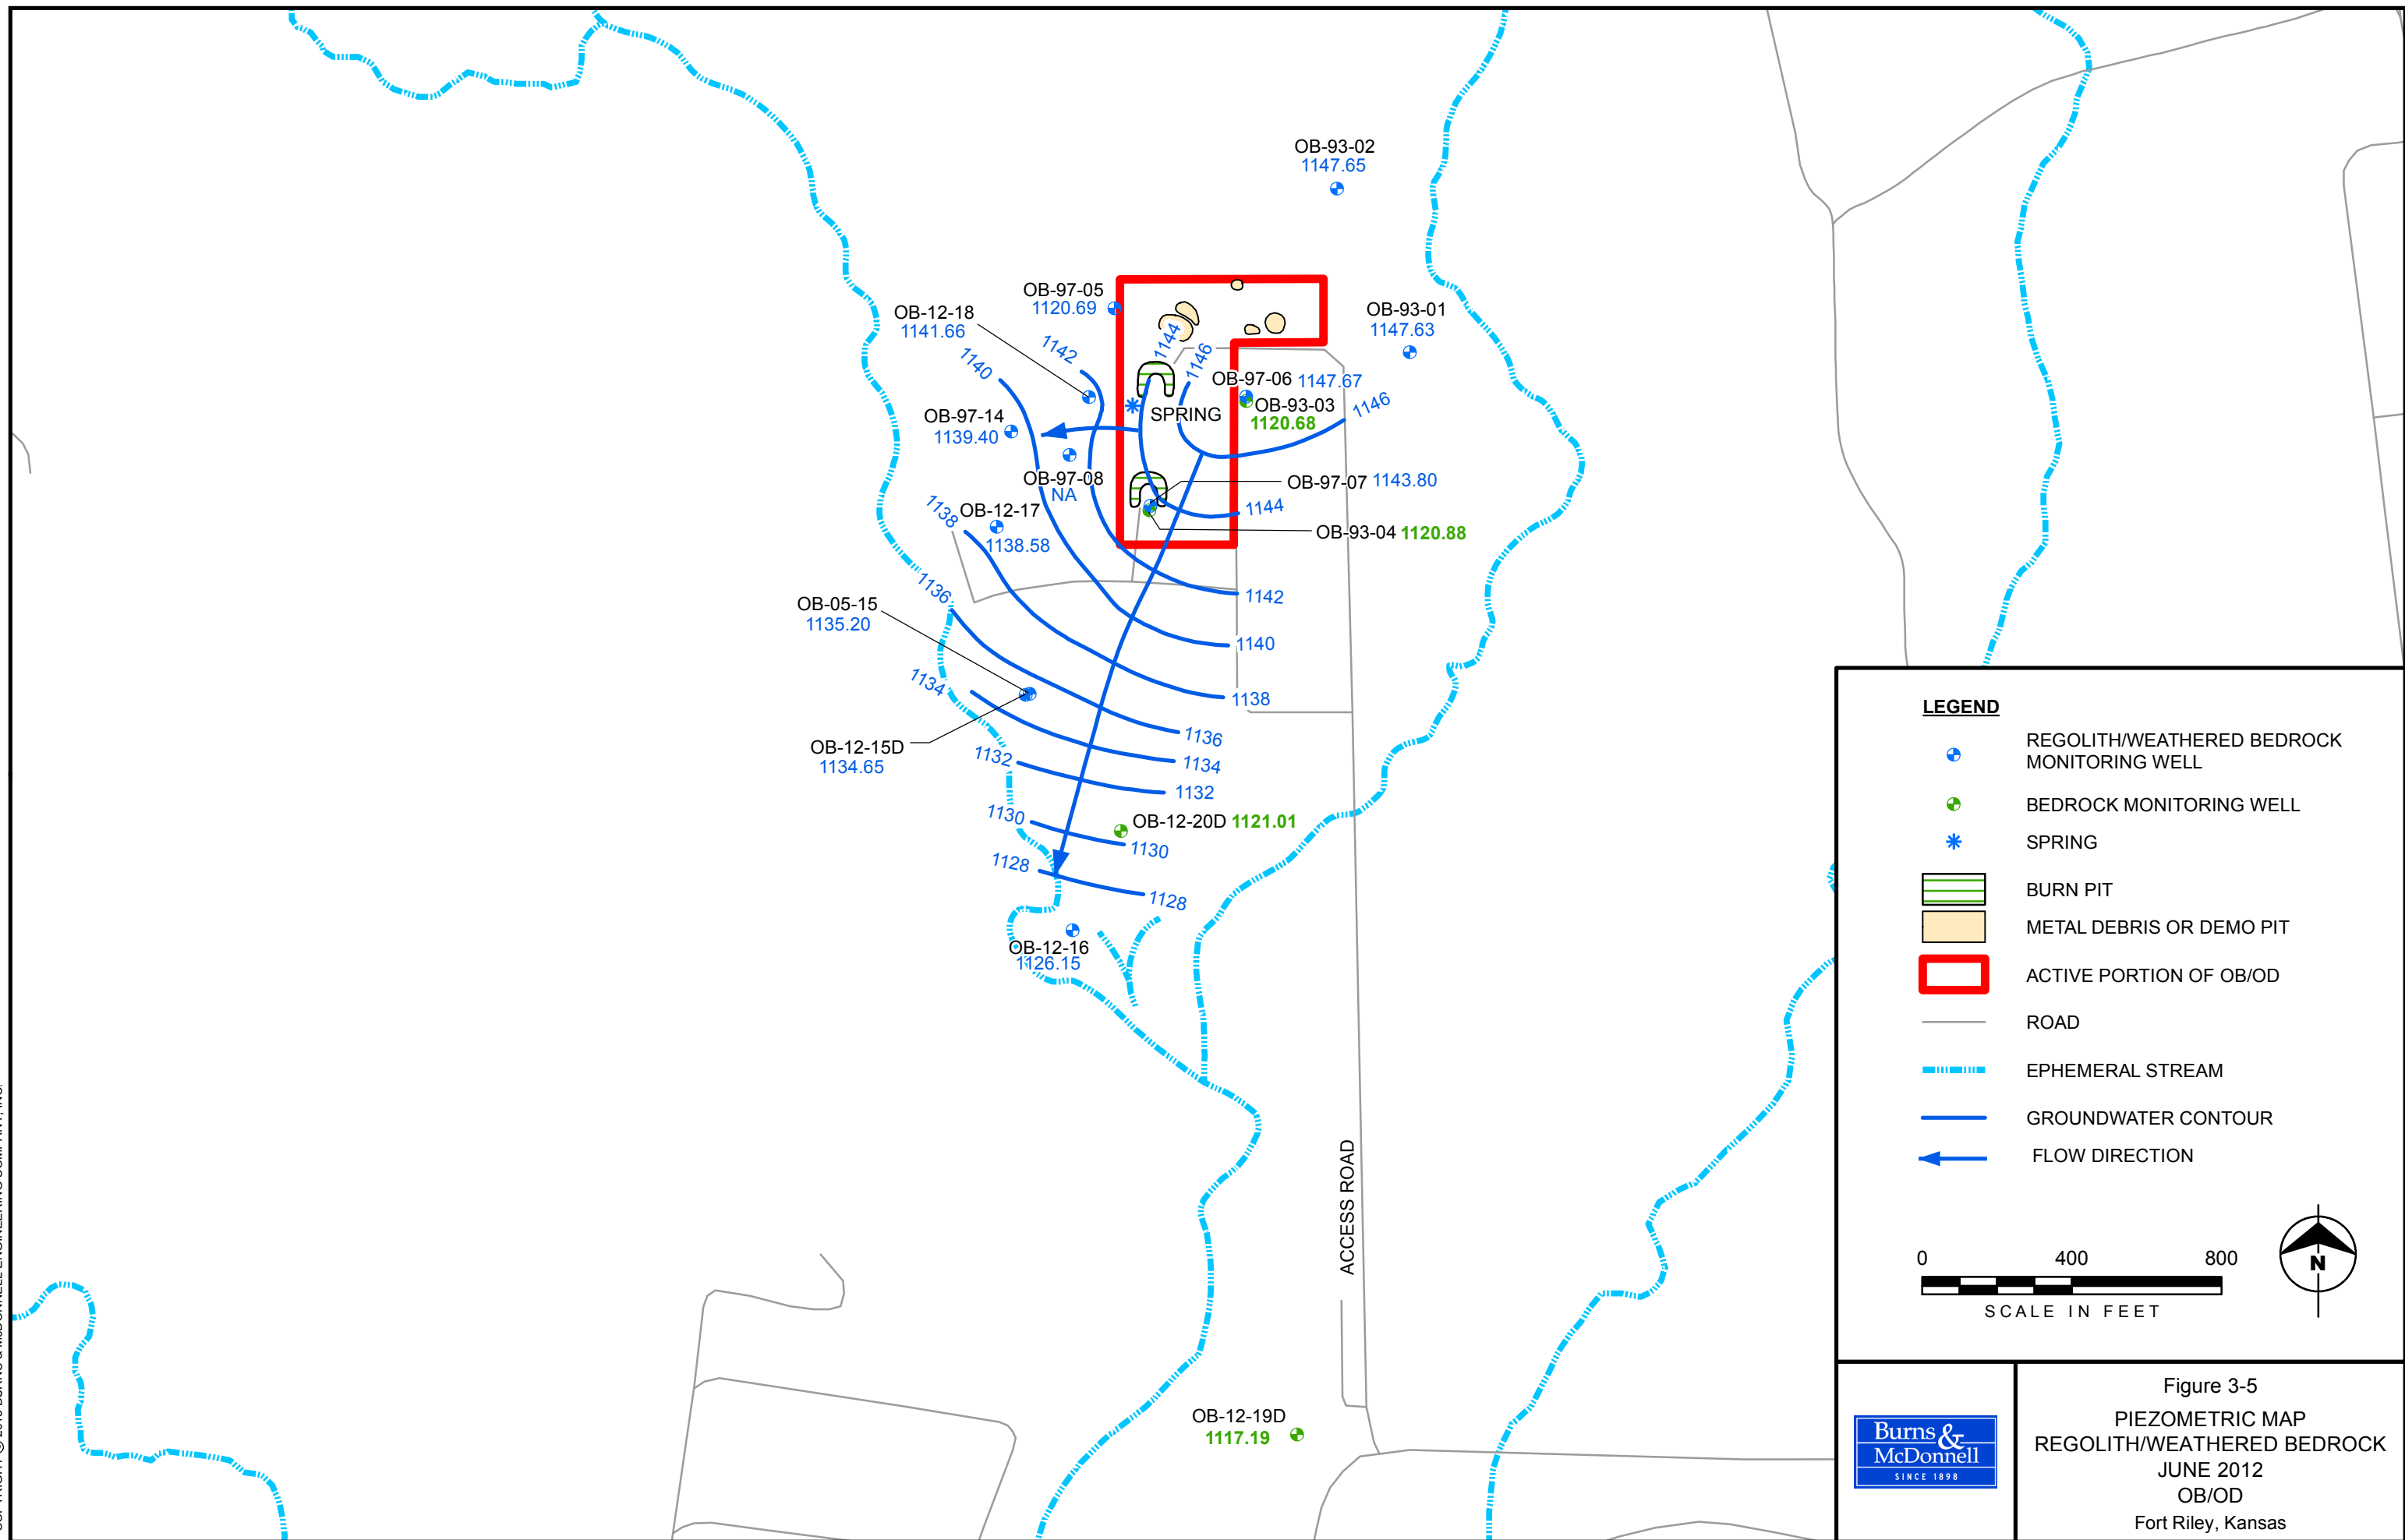 OB-93-02
1147.65
OB-97-05
1120.69
OB-12-18
1141.66
OB-93-01
1147.63
1142
1144
1146
1140
OB-97-06 1147.67
OB-93-03
1120.68
1146
SPRING
OB-97-14
1139.40
OB-97-08
NA
OB-97-07 1143.80
1144
1138
OB-12-17
1138.58
OB-93-04 1120.88
1136
1142
OB-05-15
1135.20
1140
1134
1138
OB-12-15D
1134.65
1136
1132
1134
1132
1130
OB-12-20D 1121.01
1130
1128
1128
OB-12-16
1126.15
ACCESS ROAD
OB-12-19D
1117.19
LEGEND
REGOLITH/WEATHERED BEDROCK
MONITORING WELL
BEDROCK MONITORING WELL
SPRING
BURN PIT
METAL DEBRIS OR DEMO PIT
ACTIVE PORTION OF OB/OD
ROAD
EPHEMERAL STREAM
GROUNDWATER CONTOUR
FLOW DIRECTION
0 400 800
SCALE IN FEET
N
Burns &
McDonnell
SINCE 1898
Figure 3-5
PIEZOMETRIC MAP
REGOLITH/WEATHERED BEDROCK
JUNE 2012
OB/OD
Fort Riley, Kansas